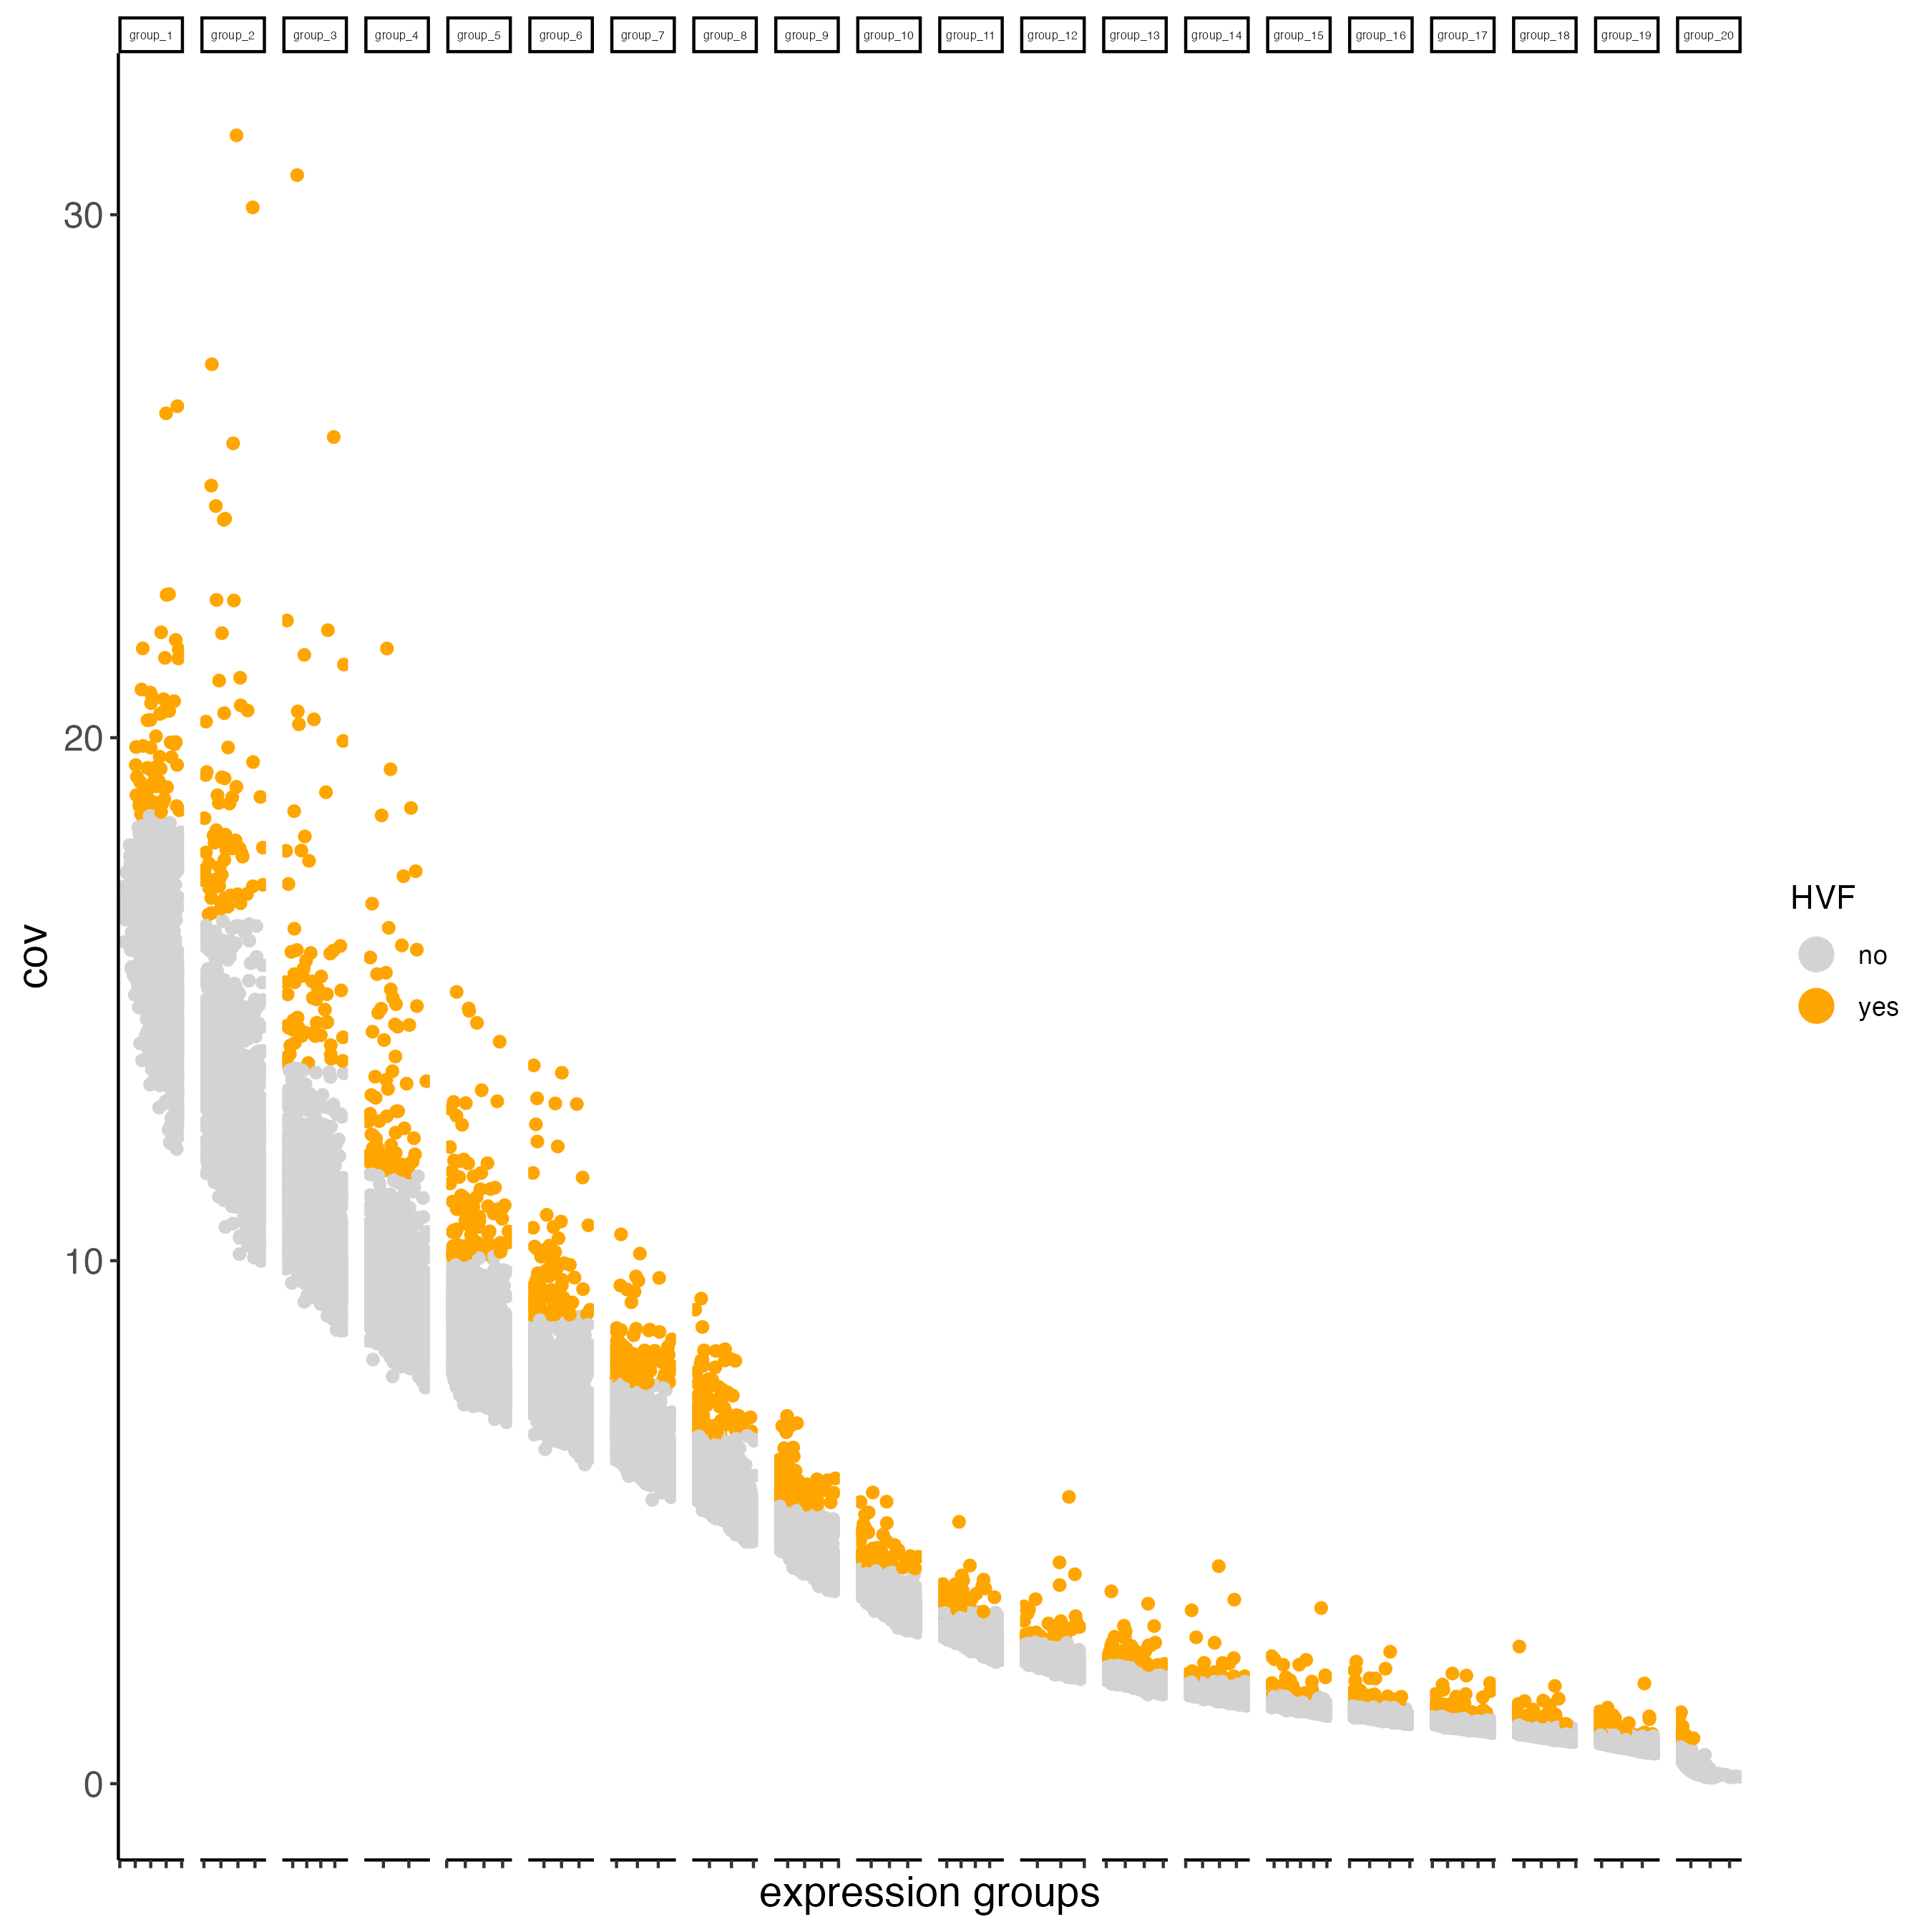 group_1 group_2 group_3 group_4 group_5 group_6 group_7 group_8 group_9 group_10 group_11 group_12 group_13 group_14 group_15 group_16 group_17 group_18 group_19 group_20
30
20
10
0
cov
expression groups
HVF
no
yes